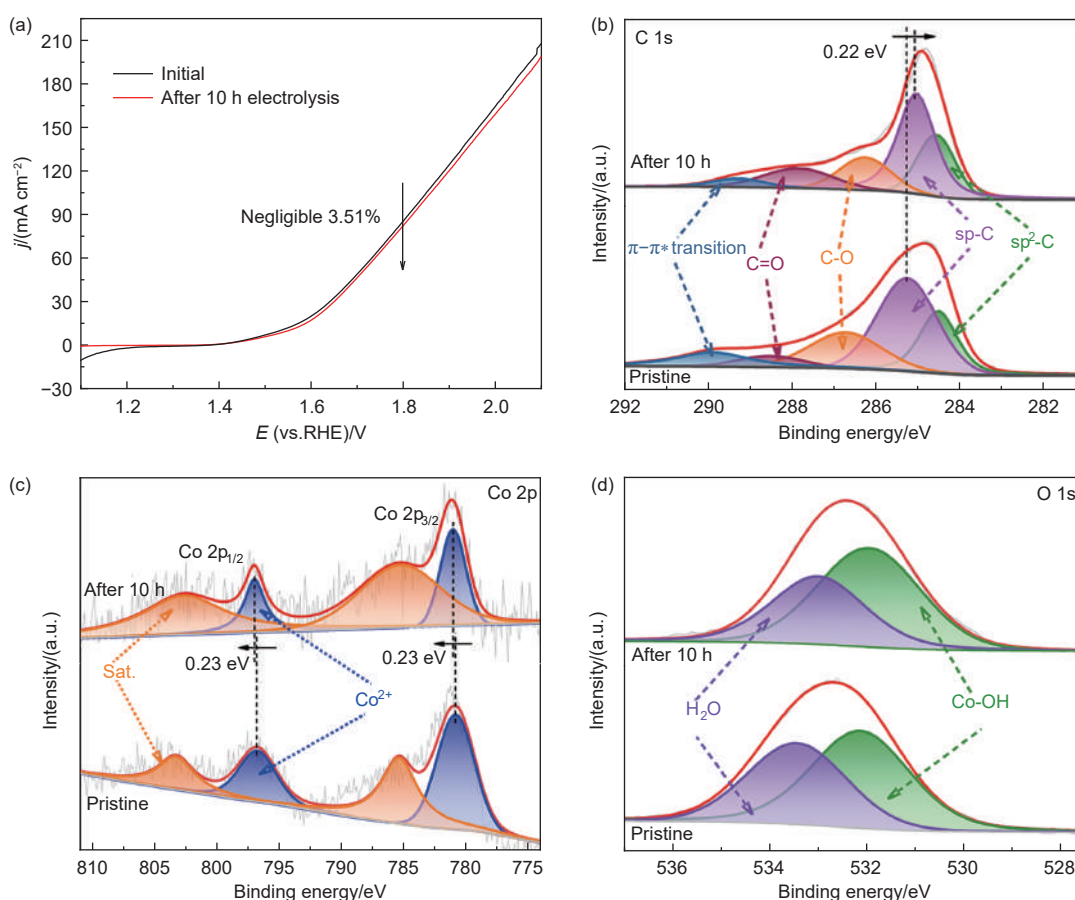 (a)
210
180
150
120
90
60
30
0
−30
j/(mA cm⁻²)
Initial
After 10 h electrolysis
Negligible 3.51%
1.2 1.4 1.6 1.8 2.0
E (vs.RHE)/V
(b)
C 1s
0.22 eV
After 10 h
π−π* transition
C=O
C-O
sp-C
sp²-C
Pristine
Intensity/(a.u.)
292 290 288 286 284 282
Binding energy/eV
(c)
Co 2p
Co 2p₃/₂
Co 2p₁/₂
After 10 h
0.23 eV 0.23 eV
Sat.
Co²⁺
Pristine
Intensity/(a.u.)
810 805 800 795 790 785 780 775
Binding energy/eV
(d)
O 1s
After 10 h
H₂O
Co-OH
Pristine
Intensity/(a.u.)
536 534 532 530 528
Binding energy/eV